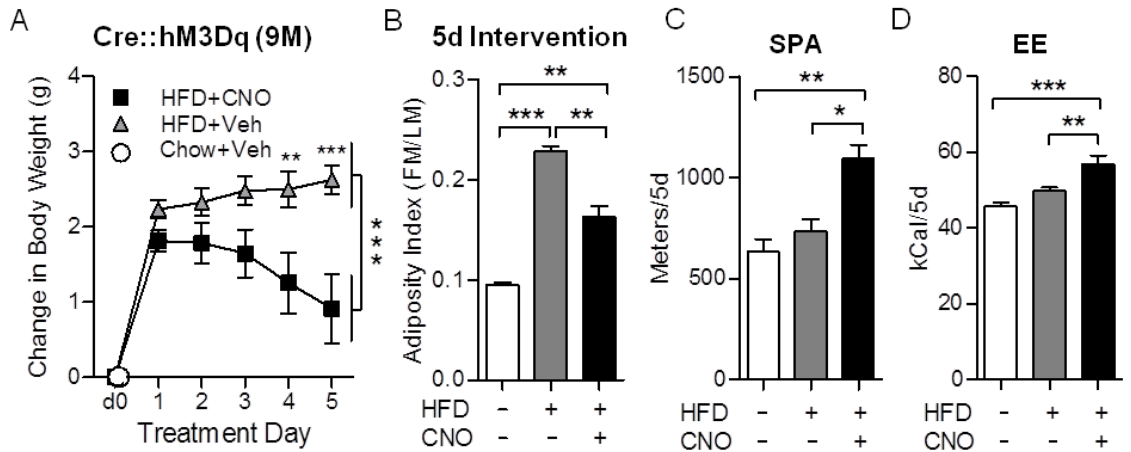 A
Cre::hM3Dq (9M)
Change in Body Weight (g)
4
3
2
1
0
HFD+CNO
HFD+Veh
Chow+Veh
**
***
***
d0 1 2 3 4 5
Treatment Day
B
5d Intervention
Adiposity Index (FM/LM)
0.3
0.2
0.1
0.0
**
*** **
HFD - + +
CNO - - +
C
SPA
Meters/5d
1500
1000
500
0
**
*
HFD - + +
CNO - - +
D
EE
kCal/5d
80
60
40
20
0
***
**
HFD - + +
CNO - - +